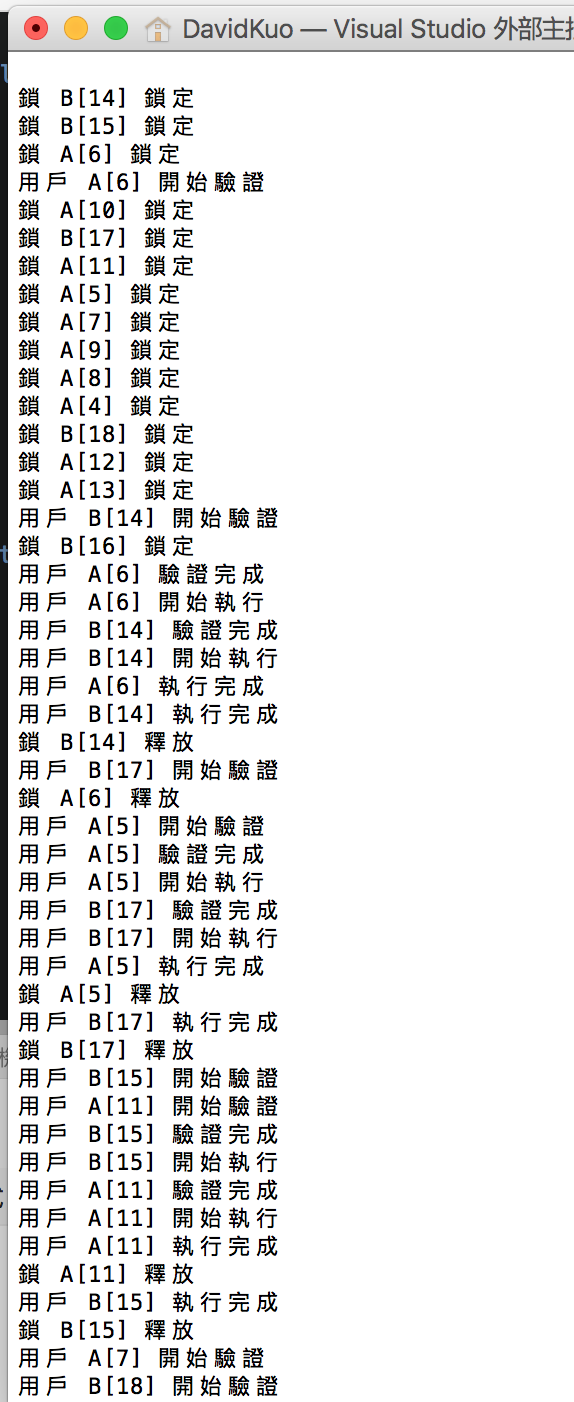 DavidKuo — Visual Studio 外部主
鎖 B[14] 鎖定
鎖 B[15] 鎖定
鎖 A[6] 鎖定
用戶 A[6] 開始驗證
鎖 A[10] 鎖定
鎖 B[17] 鎖定
鎖 A[11] 鎖定
鎖 A[5] 鎖定
鎖 A[7] 鎖定
鎖 A[9] 鎖定
鎖 A[8] 鎖定
鎖 A[4] 鎖定
鎖 B[18] 鎖定
鎖 A[12] 鎖定
鎖 A[13] 鎖定
用戶 B[14] 開始驗證
鎖 B[16] 鎖定
用戶 A[6] 驗證完成
用戶 A[6] 開始執行
用戶 B[14] 驗證完成
用戶 B[14] 開始執行
用戶 A[6] 執行完成
用戶 B[14] 執行完成
鎖 B[14] 釋放
用戶 B[17] 開始驗證
鎖 A[6] 釋放
用戶 A[5] 開始驗證
用戶 A[5] 驗證完成
用戶 A[5] 開始執行
用戶 B[17] 驗證完成
用戶 B[17] 開始執行
用戶 A[5] 執行完成
鎖 A[5] 釋放
用戶 B[17] 執行完成
鎖 B[17] 釋放
用戶 B[15] 開始驗證
用戶 A[11] 開始驗證
用戶 B[15] 驗證完成
用戶 B[15] 開始執行
用戶 A[11] 驗證完成
用戶 A[11] 開始執行
用戶 A[11] 執行完成
鎖 A[11] 釋放
用戶 B[15] 執行完成
鎖 B[15] 釋放
用戶 A[7] 開始驗證
用戶 B[18] 開始驗證